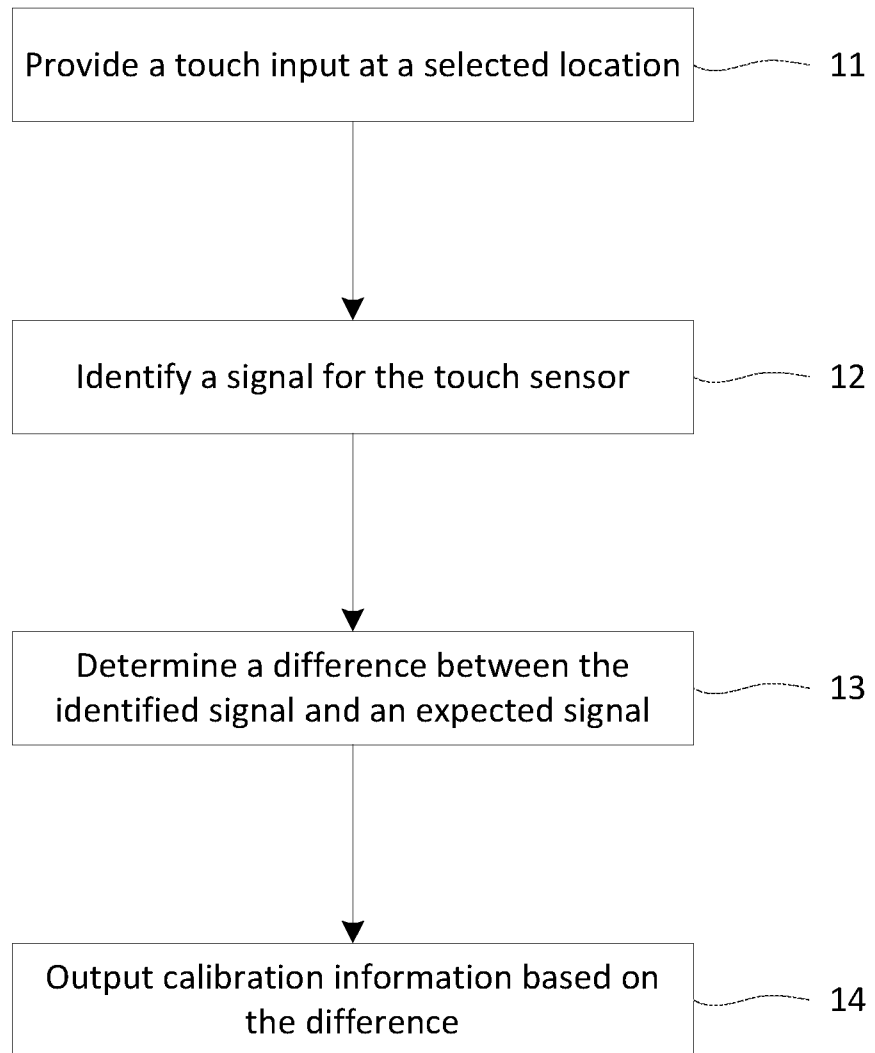 Provide a touch input at a selected location
11
Identify a signal for the touch sensor
12
Determine a difference between the
identified signal and an expected signal
13
Output calibration information based on
the difference
14